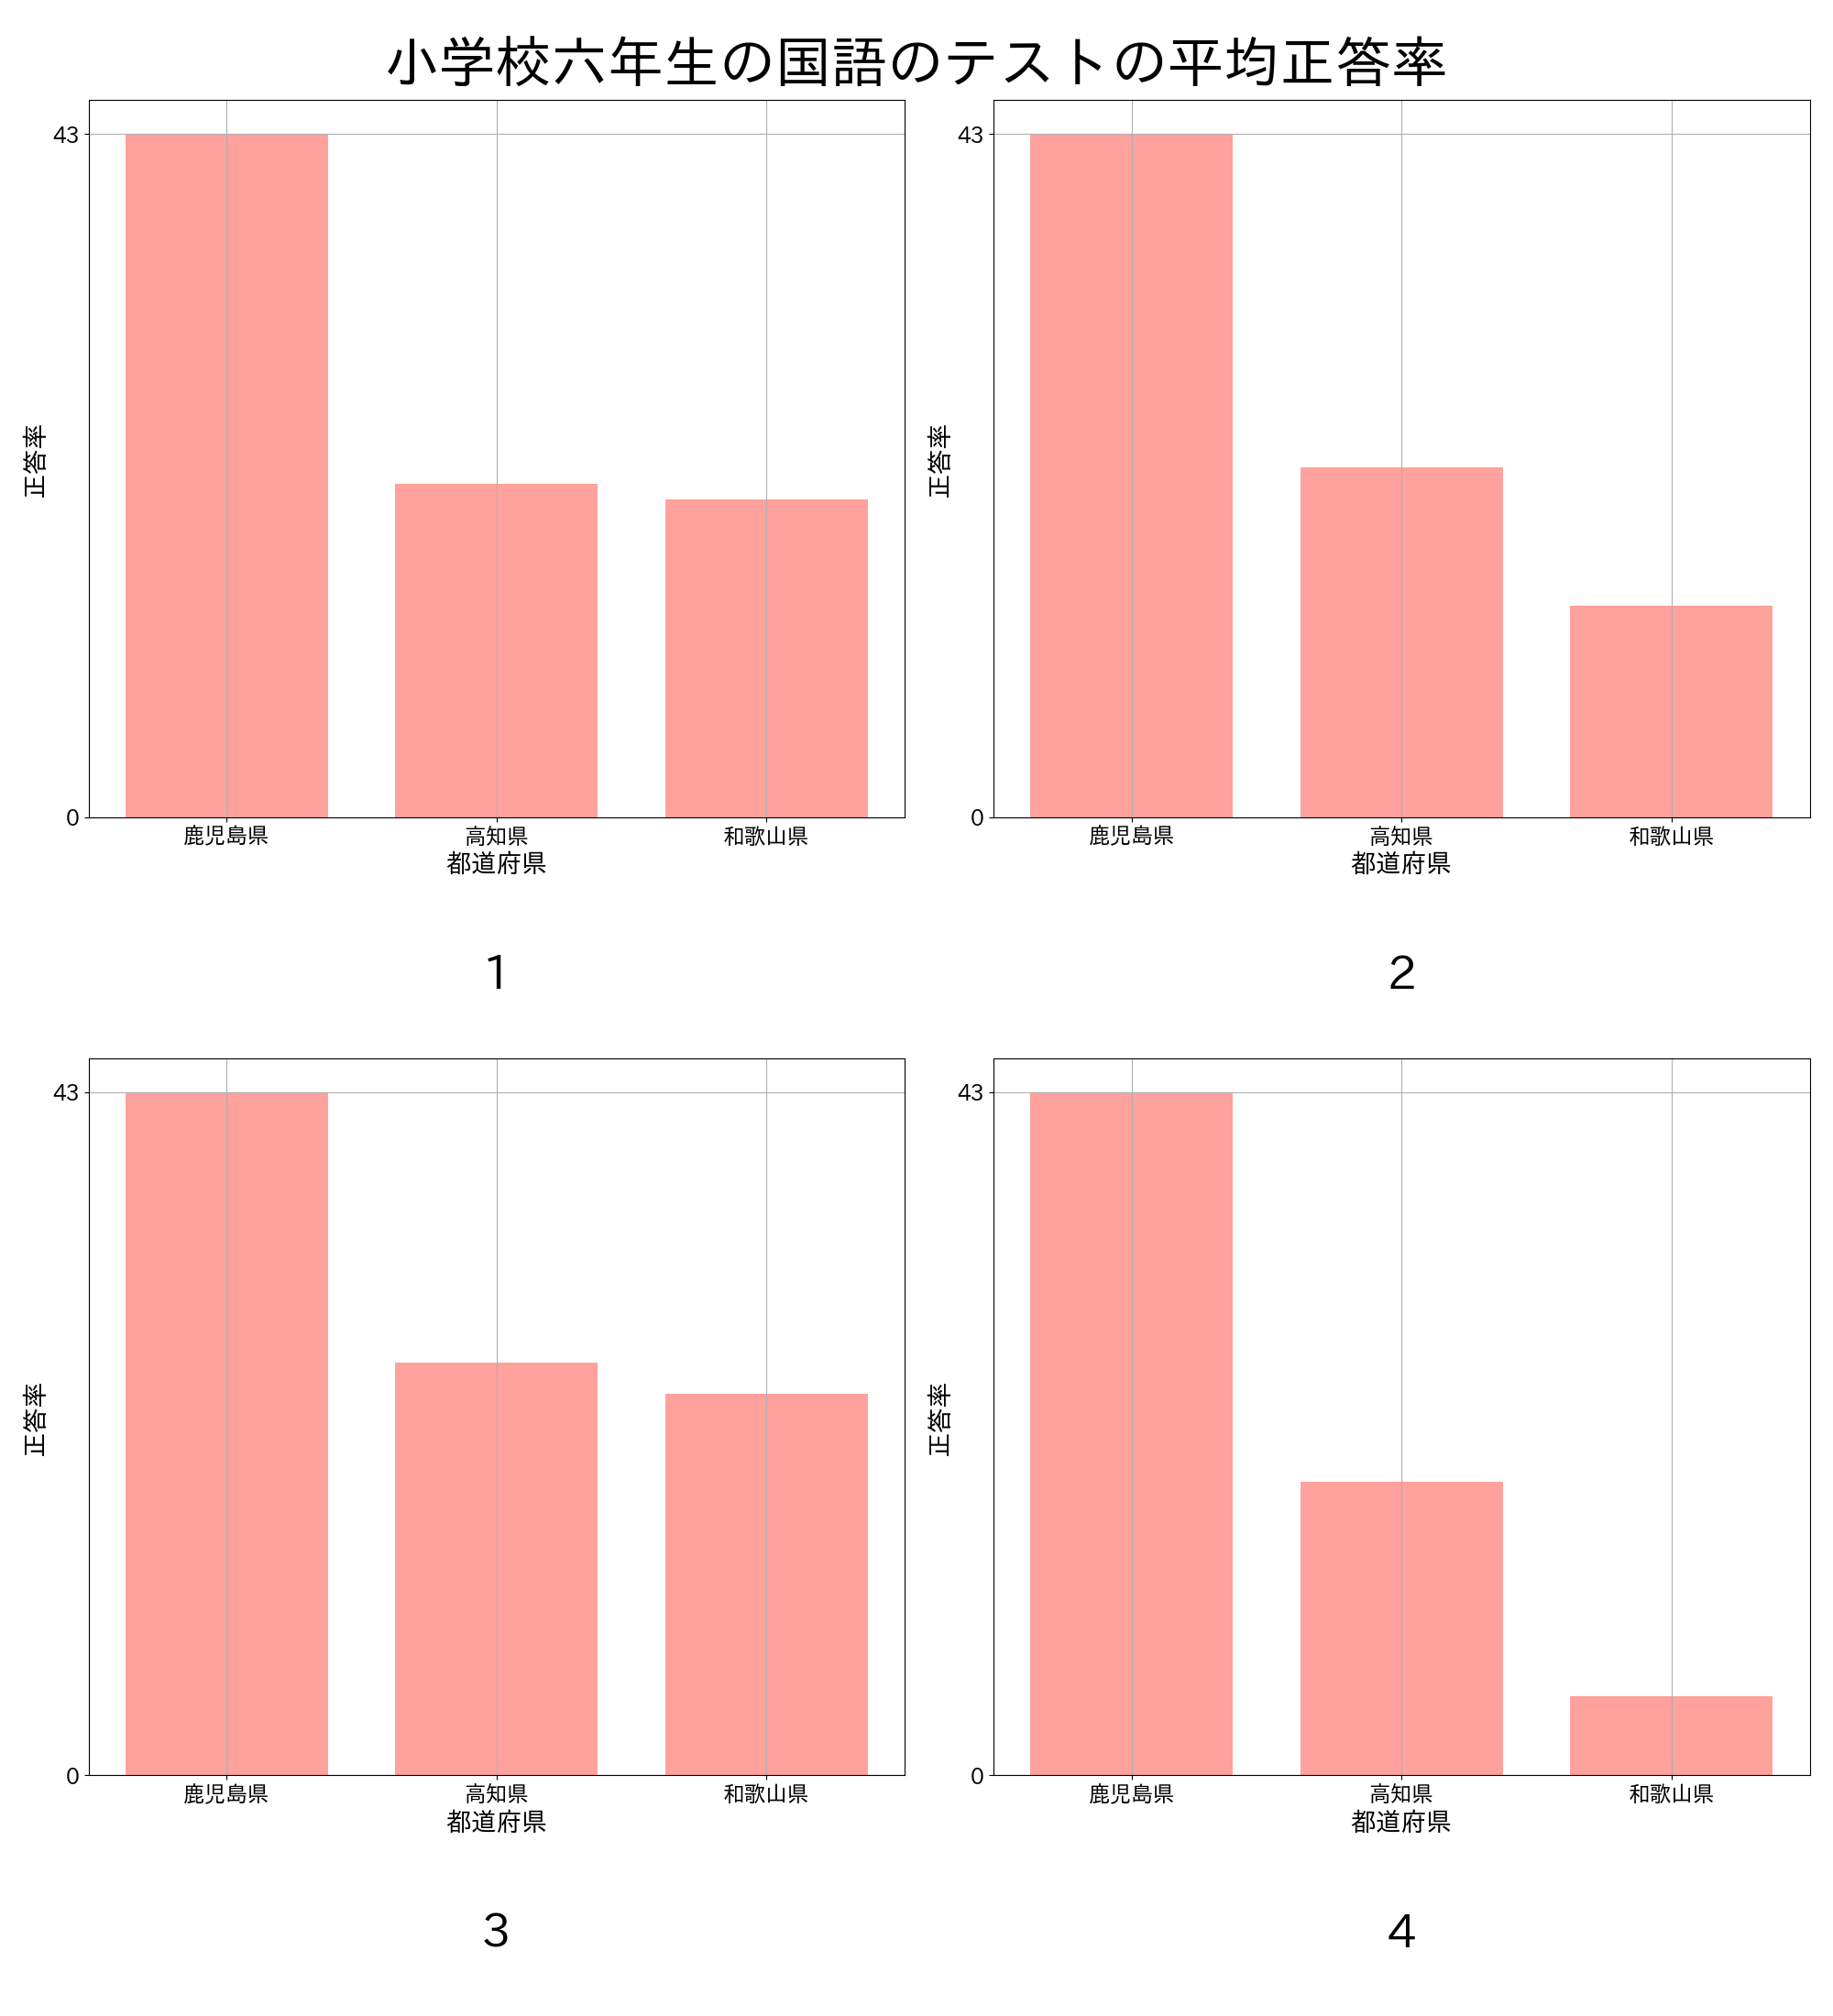 小学校六年生の国語のテストの平均正答率
43
0
正答率
鹿児島県 高知県 和歌山県
都道府県
1
43
0
正答率
鹿児島県 高知県 和歌山県
都道府県
2
43
0
正答率
鹿児島県 高知県 和歌山県
都道府県
3
43
0
正答率
鹿児島県 高知県 和歌山県
都道府県
4